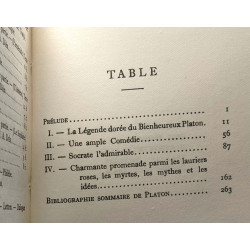 TABLE
PRÉLUDE 1
I. — La Légende dorée du Bienheureux Platon. 11
II. — Une ample Comédie 56
III. — Socrate l'admirable. 87
IV. — Charmante promenade parmi les lauriers
roses, les myrtes, les mythes et les
idées. 162
BIBLIOGRAPHIE SOMMAIRE DE PLATON 263